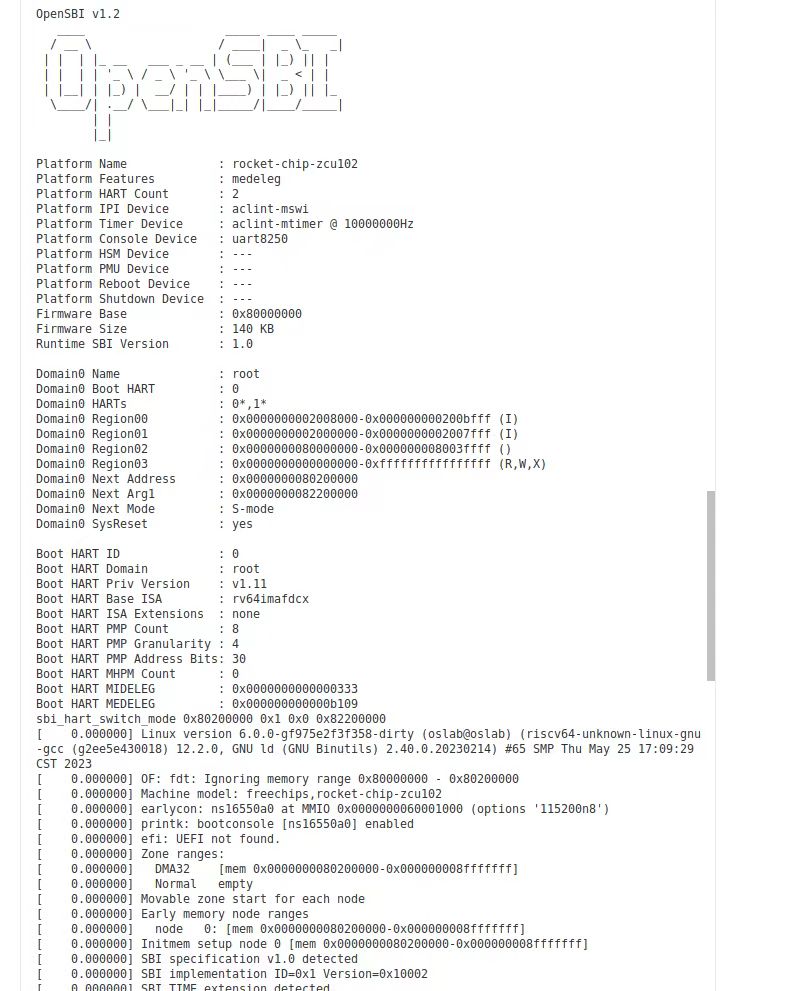 OpenSBI v1.2
   ____                    _____ ____ _____
  / __ \                  / ____|  _ \_   _|
 | |  | |_ __   ___ _ __ | (___ | |_) || |
 | |  | | '_ \ / _ \ '_ \ \___ \|  _ < | |
 | |__| | |_) |  __/ | | |____) | |_) || |_
  \____/| .__/ \___|_| |_|_____/|____/_____|
        | |
        |_|
Platform Name             : rocket-chip-zcu102
Platform Features         : medeleg
Platform HART Count       : 2
Platform IPI Device       : aclint-mswi
Platform Timer Device     : aclint-mtimer @ 10000000Hz
Platform Console Device   : uart8250
Platform HSM Device       : ---
Platform PMU Device       : ---
Platform Reboot Device    : ---
Platform Shutdown Device  : ---
Firmware Base             : 0x80000000
Firmware Size             : 140 KB
Runtime SBI Version       : 1.0
Domain0 Name              : root
Domain0 Boot HART         : 0
Domain0 HARTs             : 0*,1*
Domain0 Region00          : 0x0000000002008000-0x000000000200bfff (I)
Domain0 Region01          : 0x0000000002000000-0x0000000002007fff (I)
Domain0 Region02          : 0x0000000080000000-0x000000008003ffff ()
Domain0 Region03          : 0x0000000000000000-0xffffffffffffffff (R,W,X)
Domain0 Next Address      : 0x0000000080200000
Domain0 Next Arg1         : 0x0000000082200000
Domain0 Next Mode         : S-mode
Domain0 SysReset          : yes
Boot HART ID              : 0
Boot HART Domain          : root
Boot HART Priv Version    : v1.11
Boot HART Base ISA        : rv64imafdcx
Boot HART ISA Extensions  : none
Boot HART PMP Count       : 8
Boot HART PMP Granularity : 4
Boot HART PMP Address Bits: 30
Boot HART MHPM Count      : 0
Boot HART MIDELEG         : 0x0000000000000333
Boot HART MEDELEG         : 0x000000000000b109
sbi_hart_switch_mode 0x80200000 0x1 0x0 0x82200000
[    0.000000] Linux version 6.0.0-gf975e2f3f358-dirty (oslab@oslab) (riscv64-unknown-linux-gnu
-gcc (g2ee5e430018) 12.2.0, GNU ld (GNU Binutils) 2.40.0.20230214) #65 SMP Thu May 25 17:09:29
CST 2023
[    0.000000] OF: fdt: Ignoring memory range 0x80000000 - 0x80200000
[    0.000000] Machine model: freechips,rocket-chip-zcu102
[    0.000000] earlycon: ns16550a0 at MMIO 0x0000000060001000 (options '115200n8')
[    0.000000] printk: bootconsole [ns16550a0] enabled
[    0.000000] efi: UEFI not found.
[    0.000000] Zone ranges:
[    0.000000]   DMA32    [mem 0x0000000080200000-0x000000008fffffff]
[    0.000000]   Normal   empty
[    0.000000] Movable zone start for each node
[    0.000000] Early memory node ranges
[    0.000000]   node   0: [mem 0x0000000080200000-0x000000008fffffff]
[    0.000000] Initmem setup node 0 [mem 0x0000000080200000-0x000000008fffffff]
[    0.000000] SBI specification v1.0 detected
[    0.000000] SBI implementation ID=0x1 Version=0x10002
[    0.000000] SBI TIME extension detected